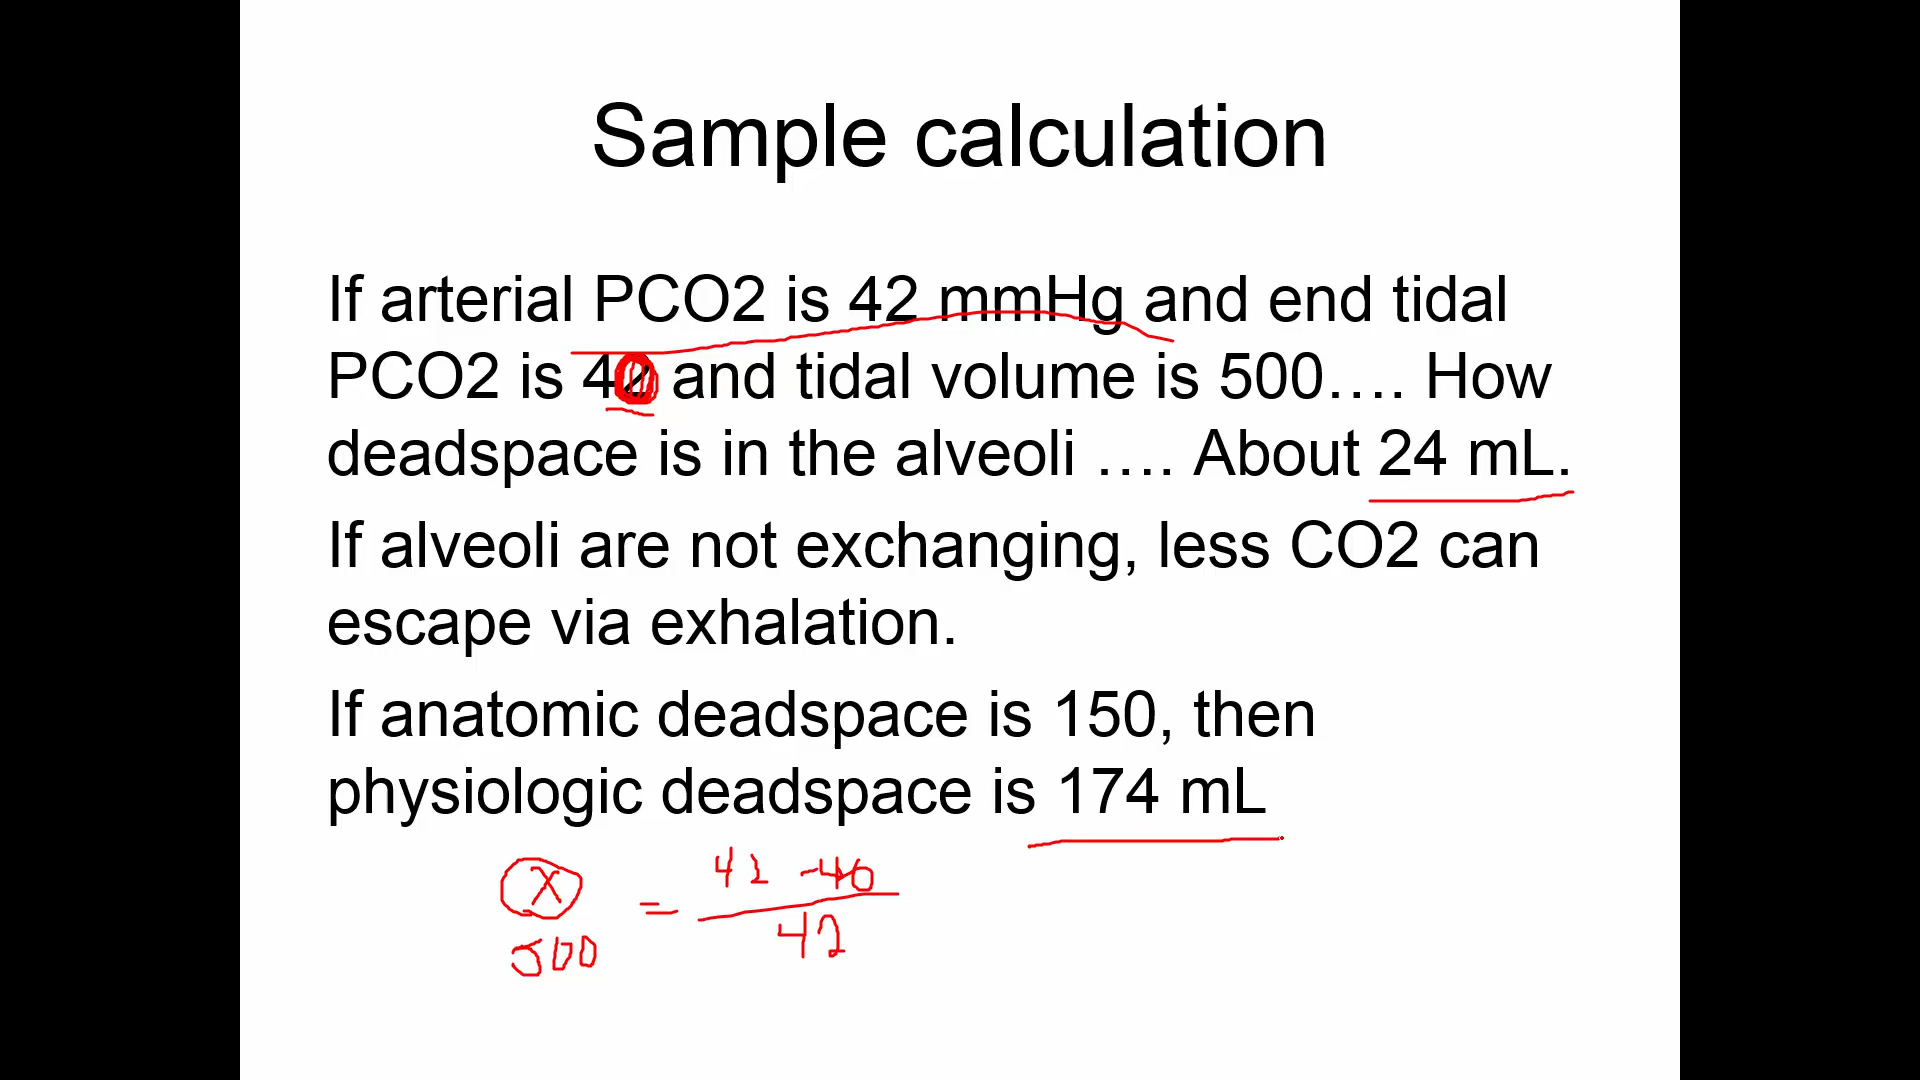 Sample calculation
If arterial PCO2 is 42 mmHg and end tidal
PCO2 is 40 and tidal volume is 500…. How
deadspace is in the alveoli …. About 24 mL.
If alveoli are not exchanging, less CO2 can
escape via exhalation.
If anatomic deadspace is 150, then
physiologic deadspace is 174 mL
42 - 40
X =
42
500